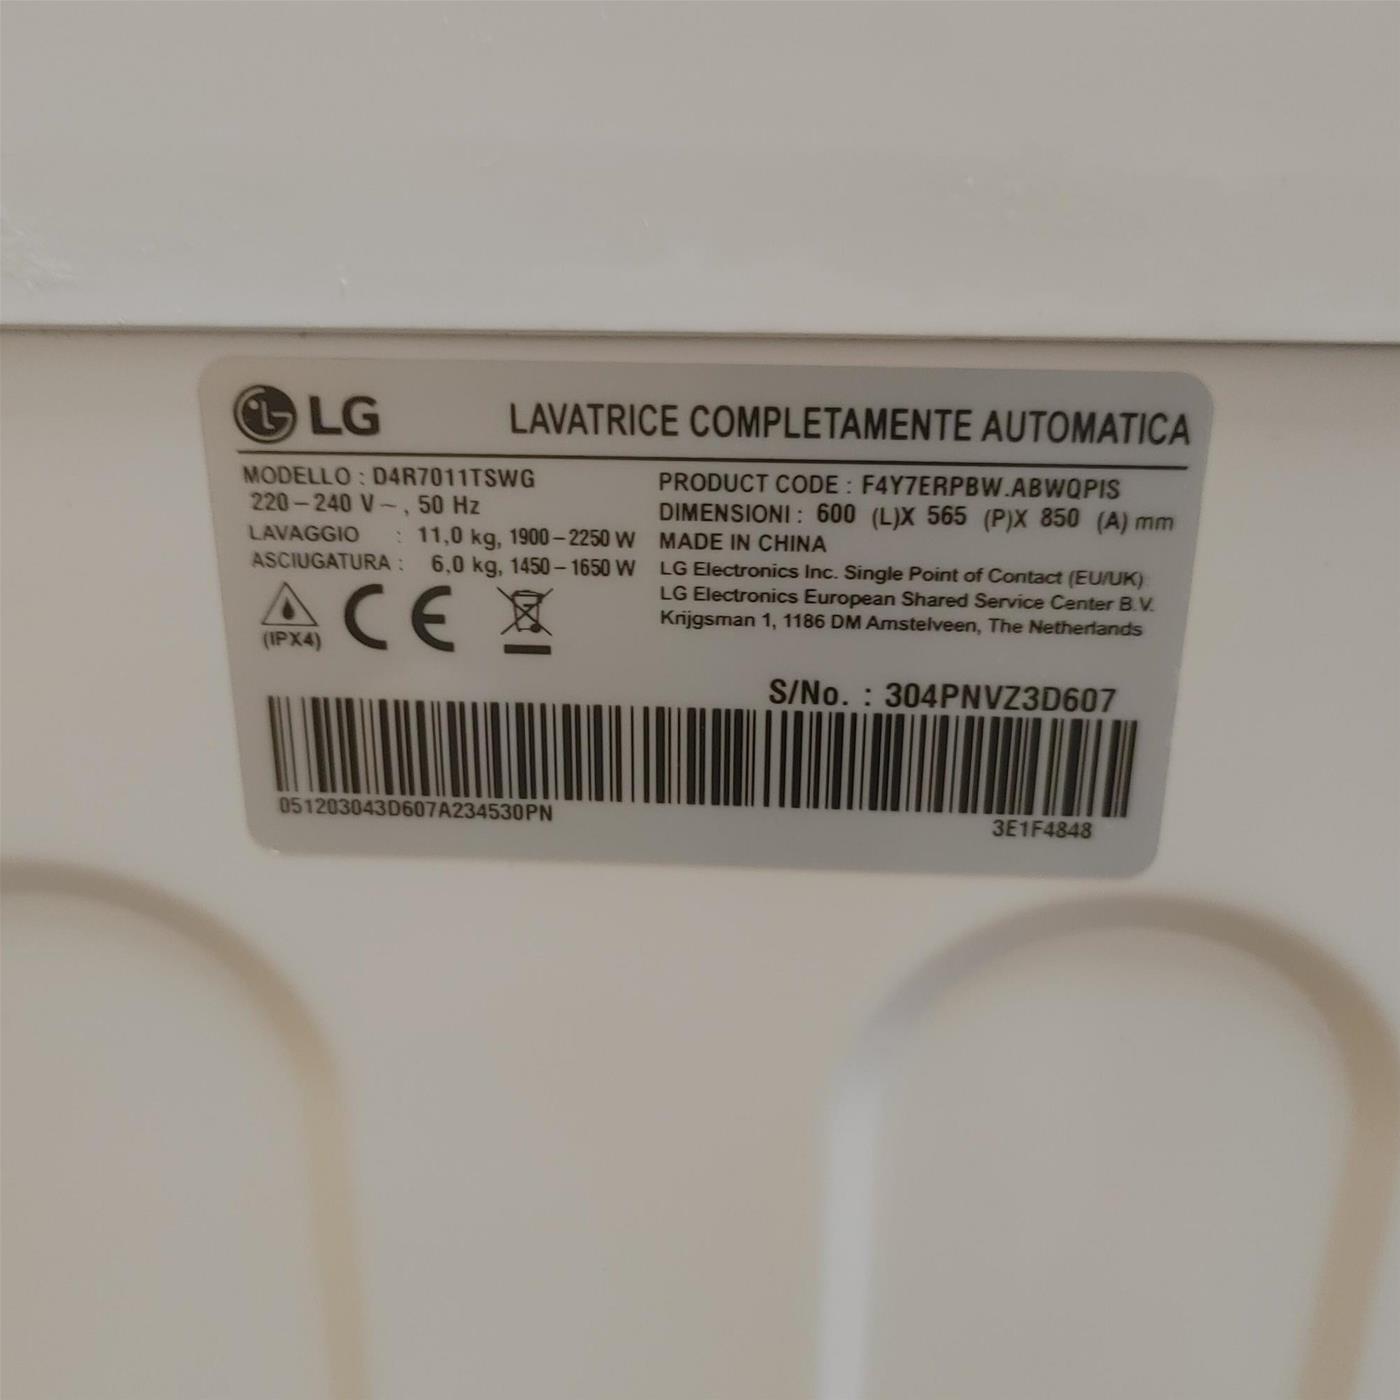 LG LAVATRICE COMPLETAMENTE AUTOMATICA
MODELLO : D4R7011TSWG
220-240 V~, 50 Hz
LAVAGGIO : 11,0 kg, 1900-2250 W
ASCIUGATURA : 6,0 kg, 1450-1650 W
(IPX4)
CE
PRODUCT CODE : F4Y7ERPBW.ABWQPIS
DIMENSIONI : 600 (L)X 565 (P)X 850 (A) mm
MADE IN CHINA
LG Electronics Inc. Single Point of Contact (EU/UK)
LG Electronics European Shared Service Center B.V.
Krijgsman 1, 1186 DM Amstelveen, The Netherlands
S/No. : 304PNVZ3D607
051203043D607A234530PN
3E1F4848